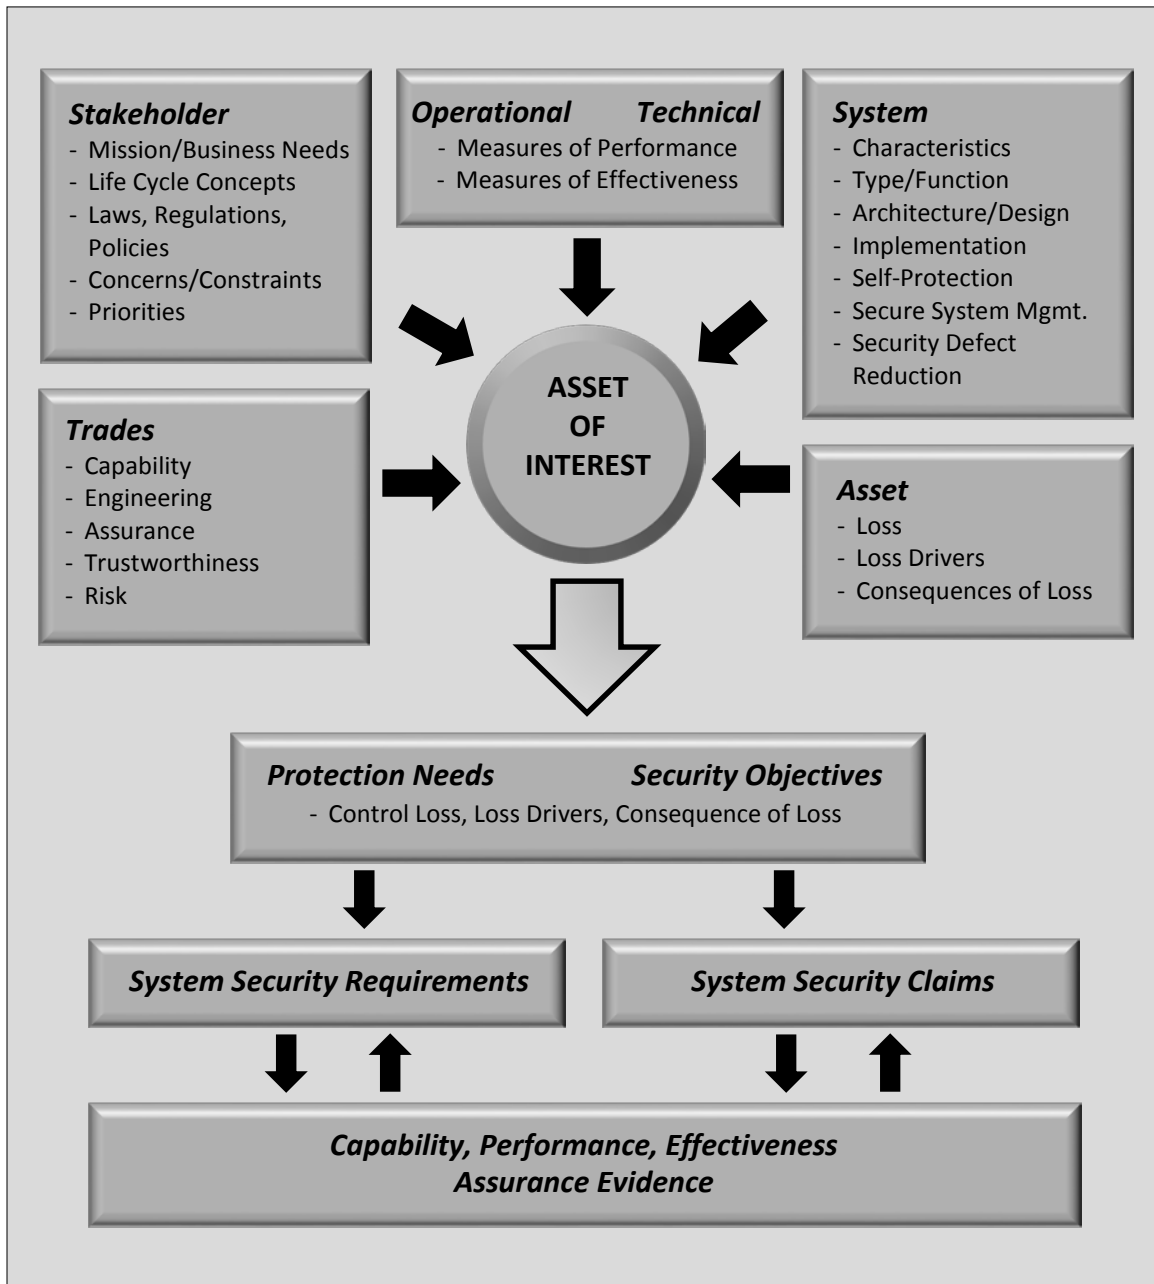 Stakeholder
- Mission/Business Needs
- Life Cycle Concepts
- Laws, Regulations,
Policies
- Concerns/Constraints
- Priorities
Operational Technical
- Measures of Performance
- Measures of Effectiveness
System
- Characteristics
- Type/Function
- Architecture/Design
- Implementation
- Self-Protection
- Secure System Mgmt.
- Security Defect
Reduction
Trades
- Capability
- Engineering
- Assurance
- Trustworthiness
- Risk
ASSET
OF
INTEREST
Asset
- Loss
- Loss Drivers
- Consequences of Loss
Protection Needs Security Objectives
- Control Loss, Loss Drivers, Consequence of Loss
System Security Requirements
System Security Claims
Capability, Performance, Effectiveness
Assurance Evidence